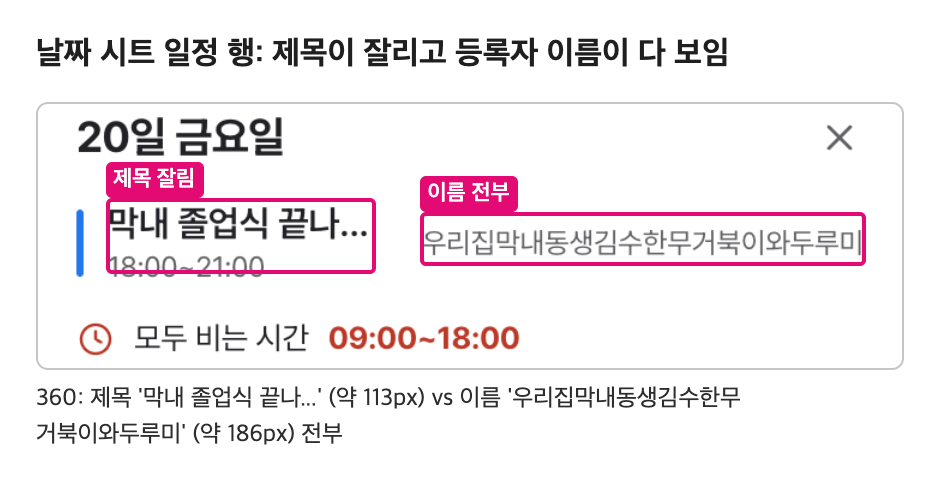 날짜 시트 일정 행: 제목이 잘리고 등록자 이름이 다 보임
20일 금요일
제목 잘림
이름 전부
막내 졸업식 끝나...
우리집막내동생김수한무거북이와두루미
18:00~21:00
모두 비는 시간 09:00~18:00
360: 제목 '막내 졸업식 끝나...' (약 113px) vs 이름 '우리집막내동생김수한무
거북이와두루미' (약 186px) 전부